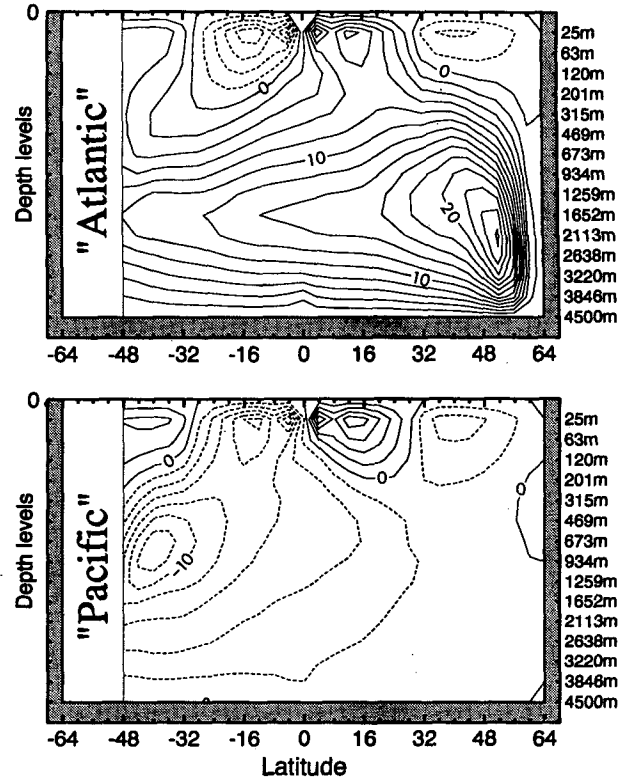 0
Depth levels
"Atlantic"
0
0
10
20
10
25m
63m
120m
201m
315m
469m
673m
934m
1259m
1652m
2113m
2638m
3220m
3846m
4500m
-64 -48 -32 -16 0 16 32 48 64
0
Depth levels
"Pacific"
0
0
0
-10
25m
63m
120m
201m
315m
469m
673m
934m
1259m
1652m
2113m
2638m
3220m
3846m
4500m
-64 -48 -32 -16 0 16 32 48 64
Latitude